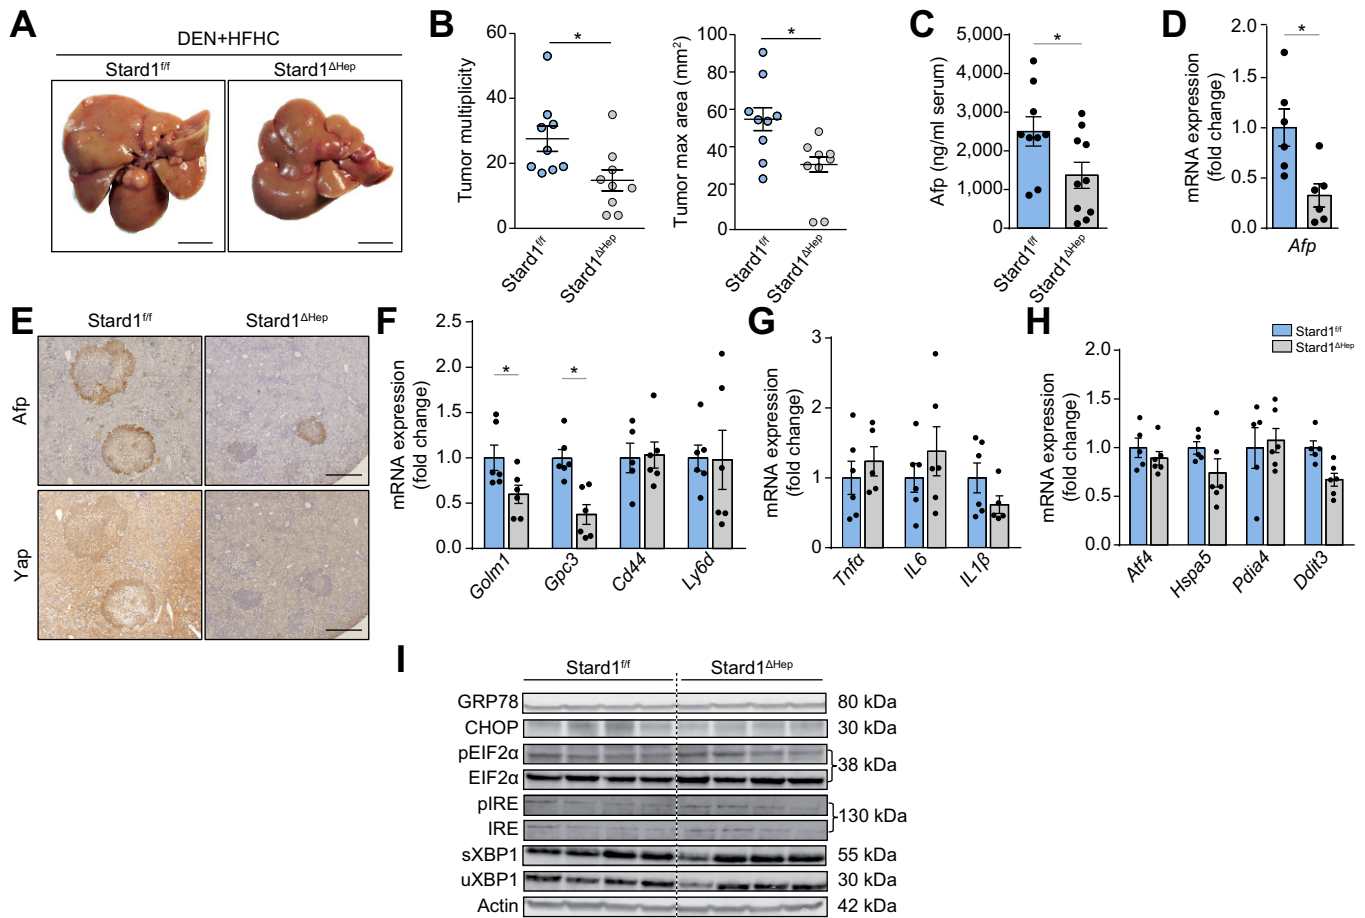 A
DEN+HFHC
Stard1f/f
Stard1ΔHep
B
Tumor multiplicity
60
40
20
0
Stard1f/f
Stard1ΔHep
*
Tumor max area (mm²)
100
80
60
40
20
0
Stard1f/f
Stard1ΔHep
*
C
Afp (ng/ml serum)
5,000
4,000
3,000
2,000
1,000
0
Stard1f/f
Stard1ΔHep
*
D
mRNA expression
(fold change)
2.0
1.5
1.0
0.5
0.0
*
Afp
E
Stard1f/f
Stard1ΔHep
Afp
Yap
F
mRNA expression
(fold change)
2.5
2.0
1.5
1.0
0.5
0.0
*
*
Golm1
Gpc3
Cd44
Ly6d
G
mRNA expression
(fold change)
3
2
1
0
Tnfα
IL6
IL1β
H
Stard1f/f
Stard1ΔHep
mRNA expression
(fold change)
2.0
1.5
1.0
0.5
0.0
Atf4
Hspa5
Pdia4
Ddit3
I
Stard1f/f
Stard1ΔHep
GRP78
80 kDa
CHOP
30 kDa
pEIF2α
EIF2α
38 kDa
pIRE
IRE
130 kDa
sXBP1
55 kDa
uXBP1
30 kDa
Actin
42 kDa